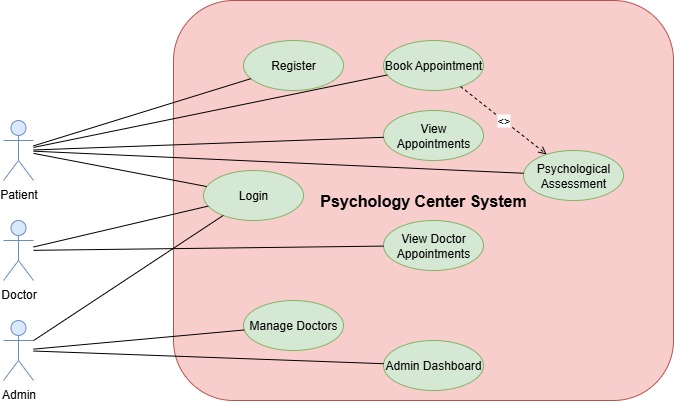 Register
Book Appointment
<>
View
Appointments
Psychological
Assessment
Patient
Login
Psychology Center System
View Doctor
Appointments
Doctor
Manage Doctors
Admin Dashboard
Admin